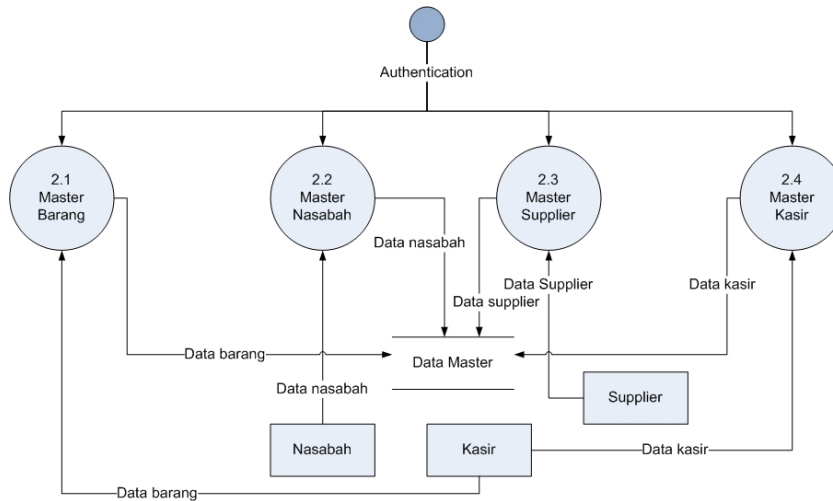 Authentication
2.1
Master
Barang
2.2
Master
Nasabah
2.3
Master
Supplier
2.4
Master
Kasir
Data nasabah
Data Supplier
Data kasir
Data supplier
Data barang
Data Master
Data nasabah
Supplier
Nasabah
Kasir
Data kasir
Data barang